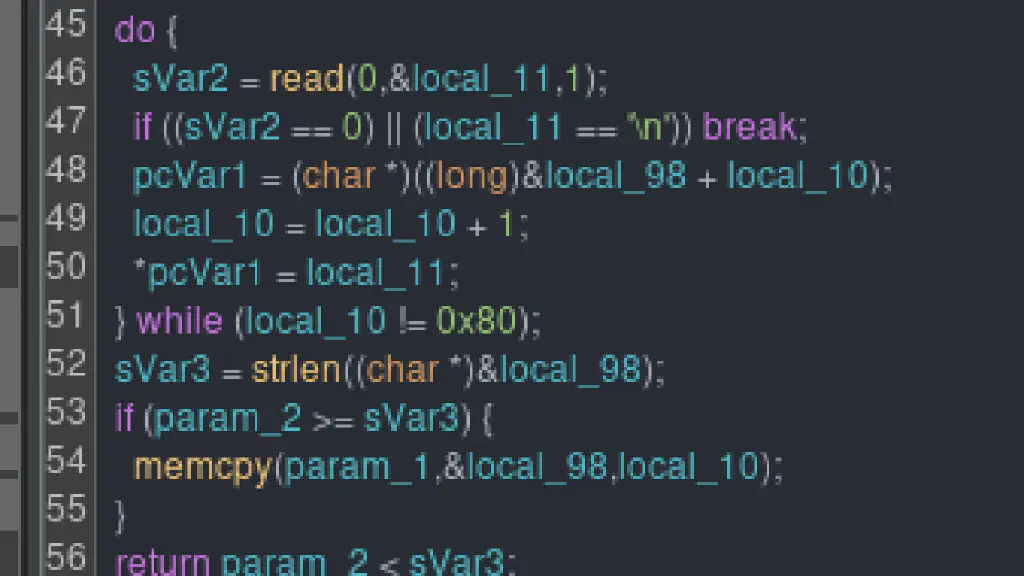 45 do {
46 sVar2 = read(0,&local_11,1);
47 if ((sVar2 == 0) || (local_11 == '\n')) break;
48 pcVar1 = (char *)((long)&local_98 + local_10);
49 local_10 = local_10 + 1;
50 *pcVar1 = local_11;
51 } while (local_10 != 0x80);
52 sVar3 = strlen((char *)&local_98);
53 if (param_2 >= sVar3) {
54 memcpy(param_1,&local_98,local_10);
55 }
56 return param_2 < sVar3;